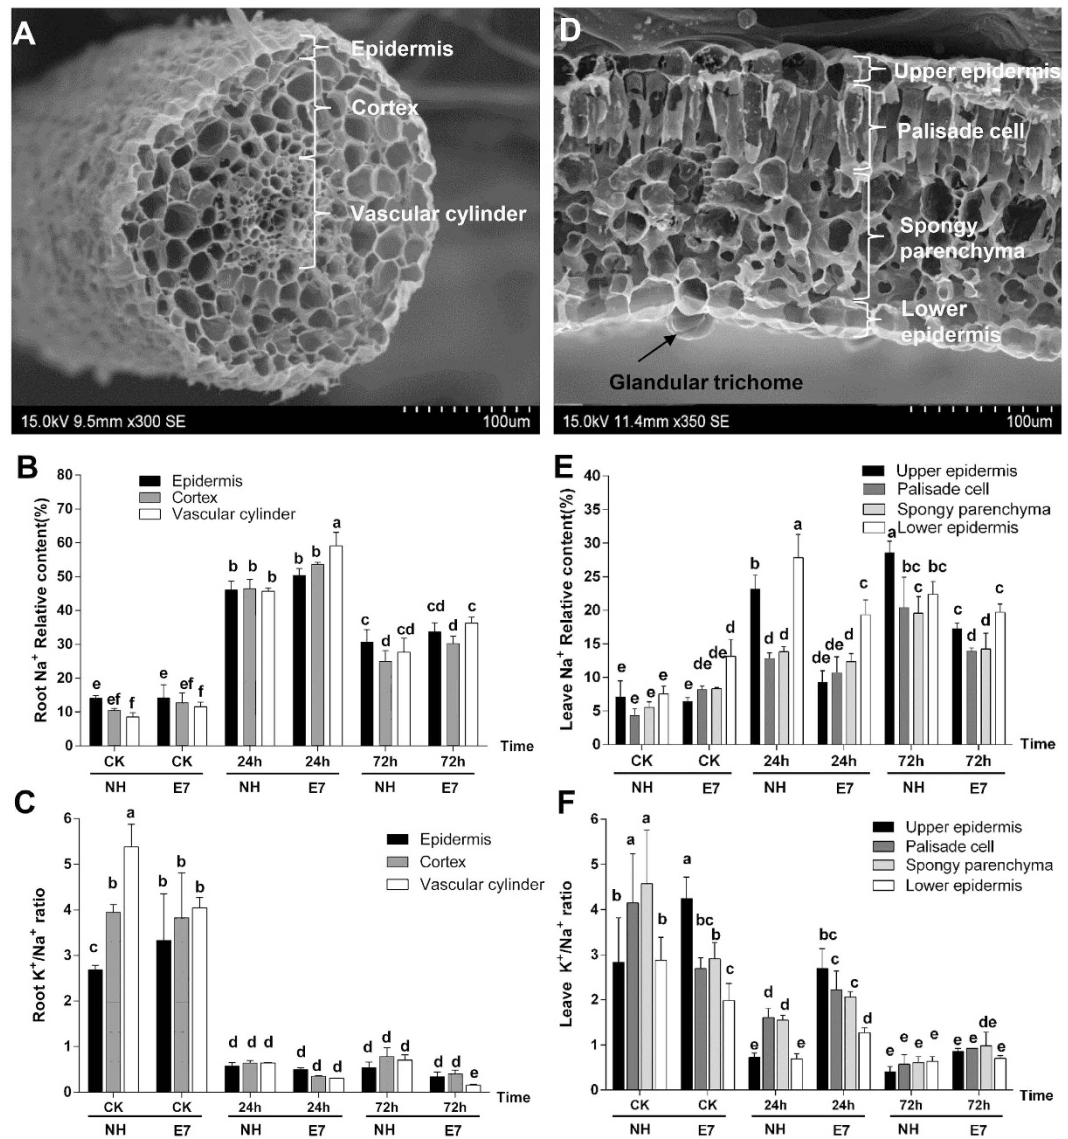 A
Epidermis
Cortex
Vascular cylinder
15.0kV 9.5mm x300 SE
100um
D
Upper epidermis
Palisade cell
Spongy
parenchyma
Lower
epidermis
Glandular trichome
15.0kV 11.4mm x350 SE
100um
B
Root Na+ Relative content(%)
80
70
60
50
40
30
20
10
0
Epidermis
Cortex
Vascular cylinder
e ef f
e ef f
b b b
b b a
c d cd
cd d c
CK CK 24h 24h 72h 72h
Time
NH E7 NH E7 NH E7
E
Leave Na+ Relative content(%)
40
35
30
25
20
15
10
5
0
Upper epidermis
Palisade cell
Spongy parenchyma
Lower epidermis
e e e e
e de de d
b d d a
de de d c
a bc c bc
c d d c
CK CK 24h 24h 72h 72h
Time
NH E7 NH E7 NH E7
C
Root K+/Na+ ratio
6
5
4
3
2
1
0
Epidermis
Cortex
Vascular cylinder
c b a
b b b
d d d
d d d
d d d
d d e
CK CK 24h 24h 72h 72h
Time
NH E7 NH E7 NH E7
F
Leave K+/Na+ ratio
6
5
4
3
2
1
0
Upper epidermis
Palisade cell
Spongy parenchyma
Lower epidermis
b a a b
a bc b c
e d d e
bc c c d
e e e e
e e de e
CK CK 24h 24h 72h 72h
Time
NH E7 NH E7 NH E7